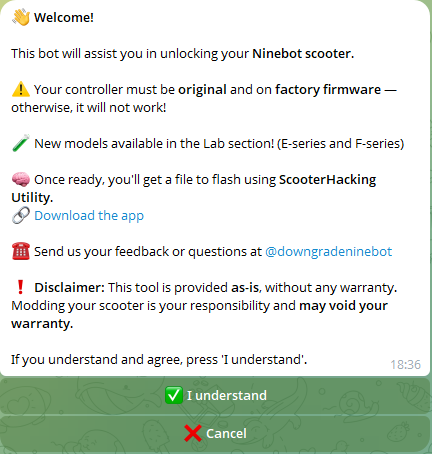 👋 Welcome!
This bot will assist you in unlocking your Ninebot scooter.
⚠️ Your controller must be original and on factory firmware —
otherwise, it will not work!
🧪 New models available in the Lab section! (E-series and F-series)
🧠 Once ready, you'll get a file to flash using ScooterHacking
Utility.
🔗 Download the app
☎️ Send us your feedback or questions at @downgradeninebot
❗ Disclaimer: This tool is provided as-is, without any warranty.
Modding your scooter is your responsibility and may void your
warranty.
If you understand and agree, press 'I understand'.
18:36
✅ I understand
❌ Cancel